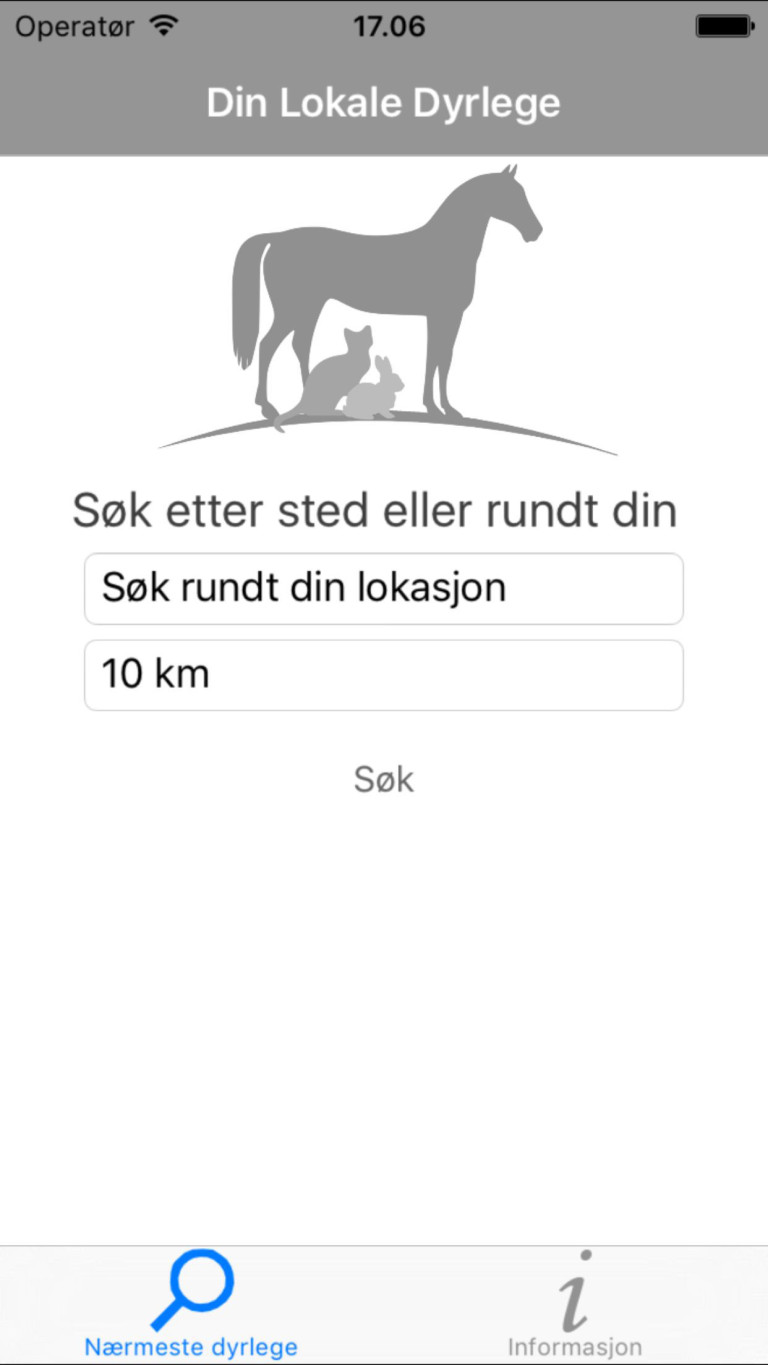 Operatør 17.06
Din Lokale Dyrlege
Søk etter sted eller rundt din
Søk rundt din lokasjon
10 km
Søk
Nærmeste dyrlege
Informasjon